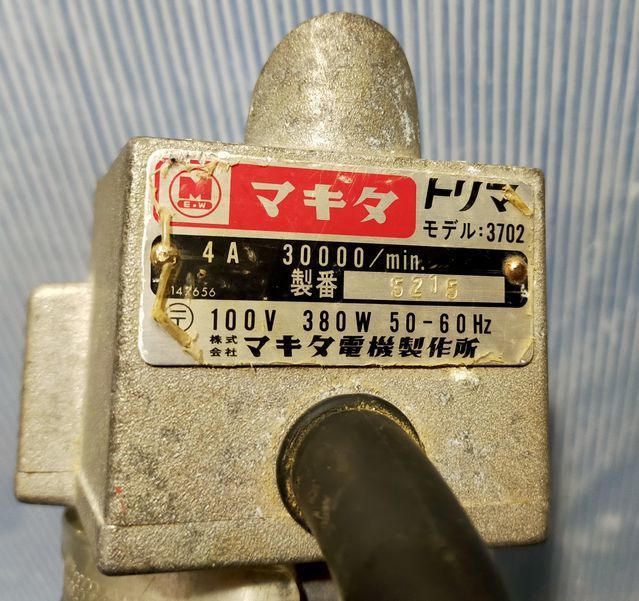 M
E・W
マキタ トリマ
モデル:3702
4A 30000/min.
147656 製番 5215
〒 100V 380W 50-60Hz
株式会社 マキタ電機製作所